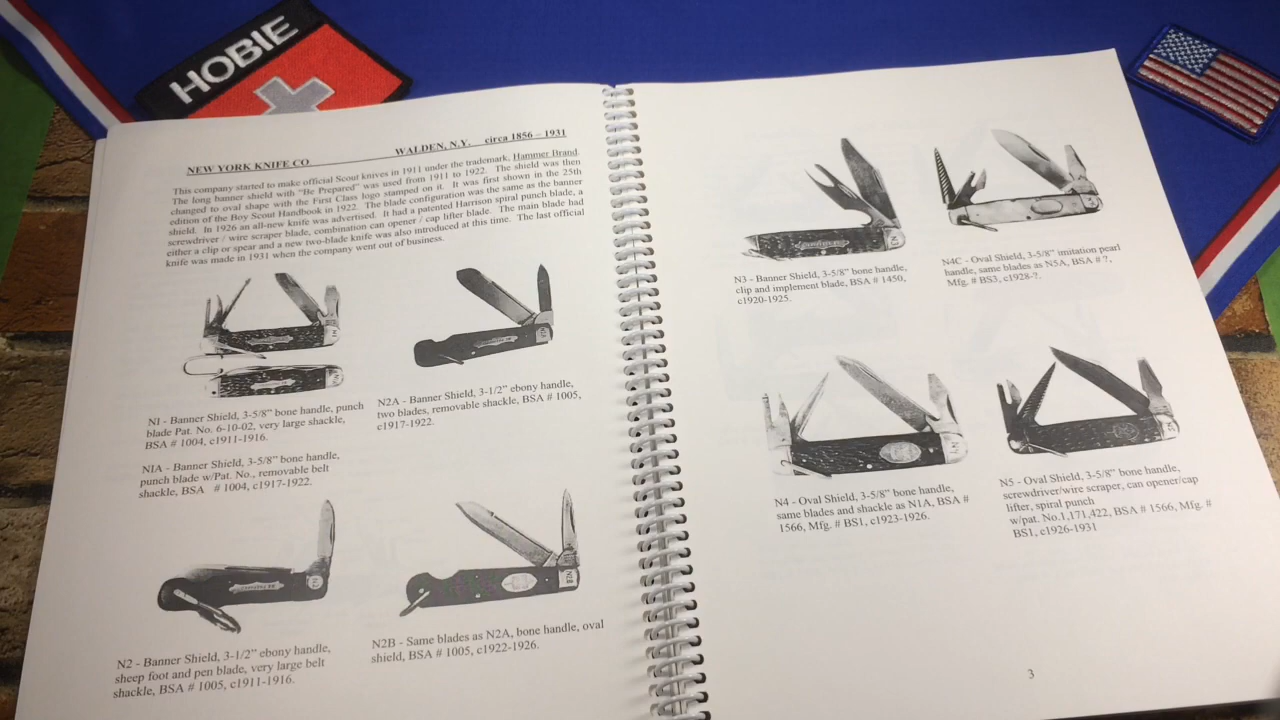 HOBIE
NEW YORK KNIFE CO. WALDEN, N.Y. circa 1856 – 1931
This company started to make official Scout knives in 1911 under the trademark, Hammer Brand.
The long banner shield with "Be Prepared" was used from 1911 to 1922. The shield was then
changed to oval shape with the First Class logo stamped on it. It was first shown in the 25th
edition of the Boy Scout Handbook in 1922. The blade configuration was the same as the banner
shield. In 1926 an all-new knife was advertised. It had a patented Harrison spiral punch blade, a
screwdriver / wire scraper blade, combination can opener / cap lifter blade. The main blade had
either a clip or spear and a new two-blade knife was also introduced at this time. The last official
knife was made in 1931 when the company went out of business.
N1 - Banner Shield, 3-5/8" bone handle, punch
blade Pat. No. 6-10-02, very large shackle,
BSA # 1004, c1911-1916.
N1A - Banner Shield, 3-5/8" bone handle,
punch blade w/Pat. No., removable belt
shackle, BSA # 1004, c1917-1922.
N2A - Banner Shield, 3-1/2" ebony handle,
two blades, removable shackle, BSA # 1005,
c1917-1922.
N2 - Banner Shield, 3-1/2" ebony handle,
sheep foot and pen blade, very large belt
shackle, BSA # 1005, c1911-1916.
N2B - Same blades as N2A, bone handle, oval
shield, BSA # 1005, c1922-1926.
N3 - Banner Shield, 3-5/8" bone handle,
clip and implement blade, BSA # 1450,
c1920-1925.
N4C - Oval Shield, 3-5/8" imitation pearl
handle, same blades as N5A, BSA # ?,
Mfg. # BS3, c1928-?.
N4 - Oval Shield, 3-5/8" bone handle,
same blades and shackle as N1A, BSA #
1566, Mfg. # BS1, c1923-1926.
N5 - Oval Shield, 3-5/8" bone handle,
screwdriver/wire scraper, can opener/cap
lifter, spiral punch
w/pat. No.1,171,422, BSA # 1566, Mfg. #
BS1, c1926-1931
3